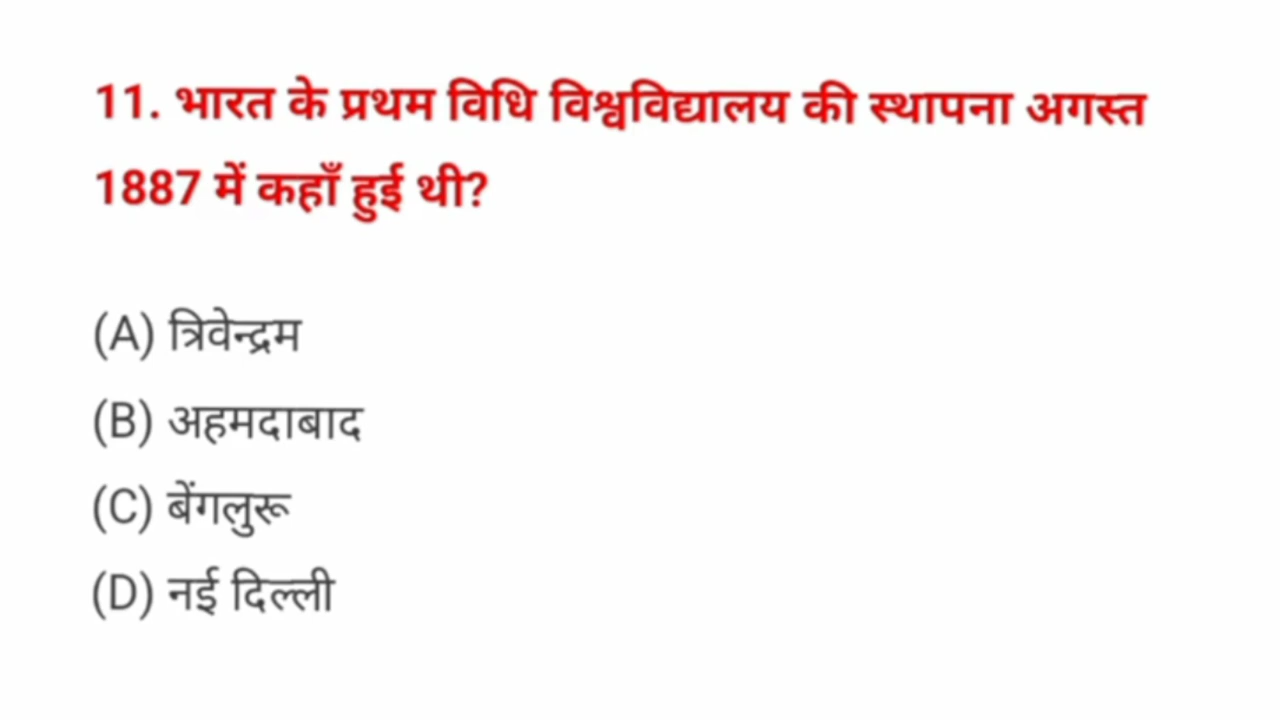 11. भारत के प्रथम विधि विश्वविद्यालय की स्थापना अगस्त
1887 में कहाँ हुई थी?
(A) त्रिवेन्द्रम
(B) अहमदाबाद
(C) बेंगलुरू
(D) नई दिल्ली